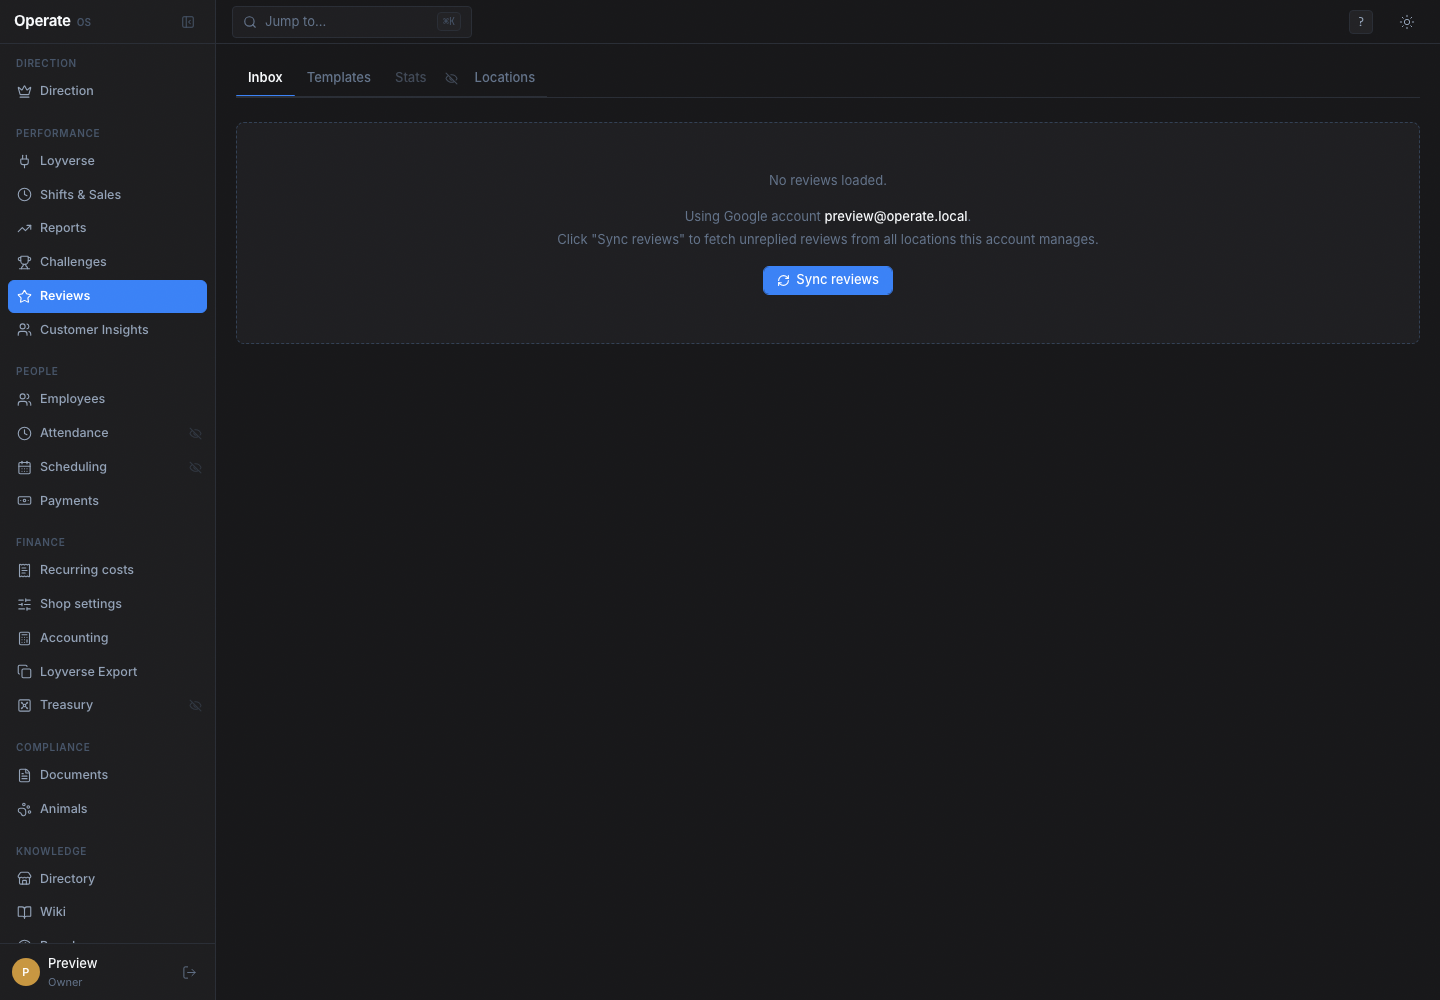 Operate OS
Jump to...
⌘K
?
DIRECTION
Direction
PERFORMANCE
Loyverse
Shifts & Sales
Reports
Challenges
Reviews
Customer Insights
PEOPLE
Employees
Attendance
Scheduling
Payments
FINANCE
Recurring costs
Shop settings
Accounting
Loyverse Export
Treasury
COMPLIANCE
Documents
Animals
KNOWLEDGE
Directory
Wiki
P
Preview
Owner
Inbox
Templates
Stats
Locations
No reviews loaded.
Using Google account preview@operate.local.
Click "Sync reviews" to fetch unreplied reviews from all locations this account manages.
Sync reviews